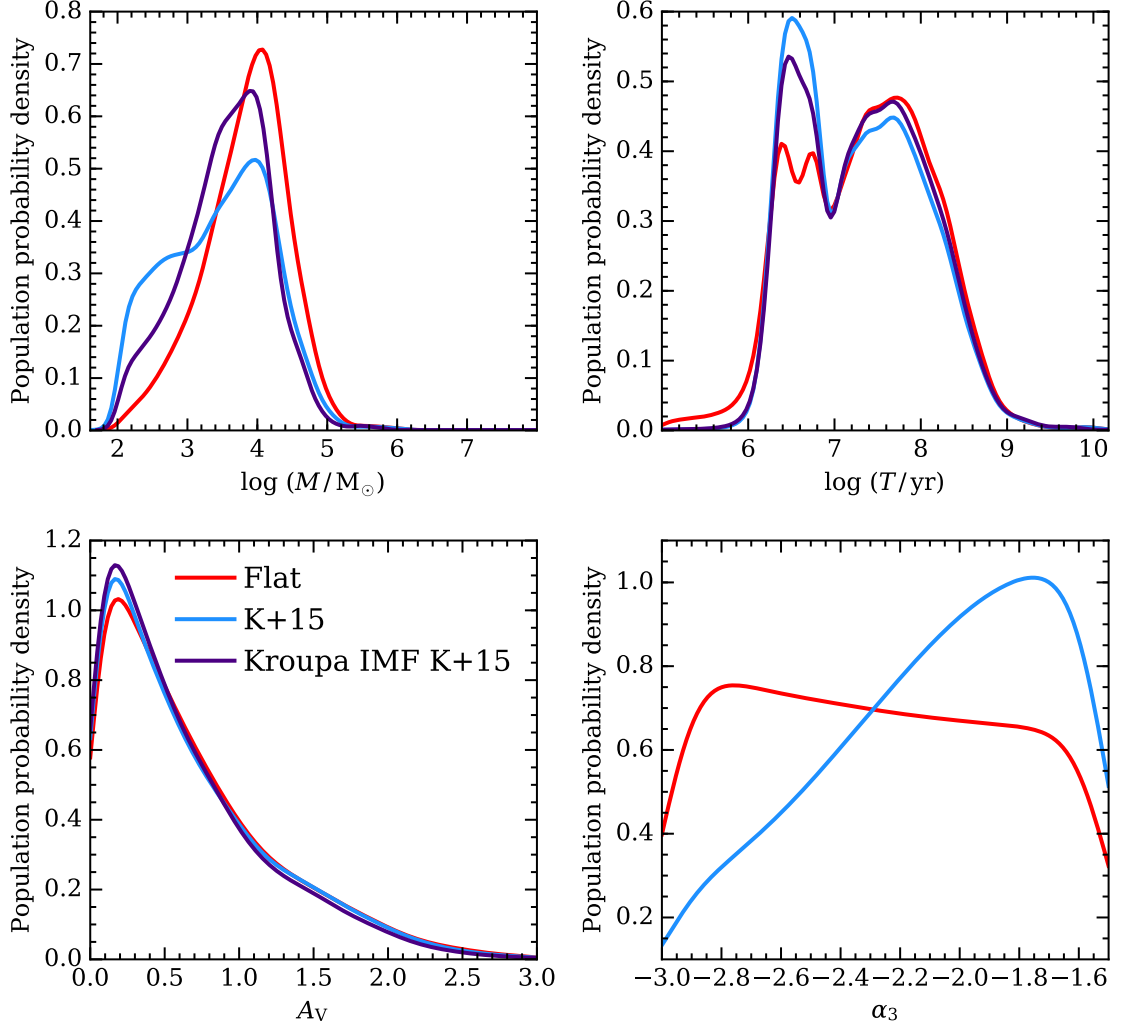 0.8
0.7
0.6
0.5
0.4
0.3
0.2
0.1
0.0
Population probability density
2 3 4 5 6 7
log (M/M☉)
0.6
0.5
0.4
0.3
0.2
0.1
0.0
Population probability density
6 7 8 9 10
log (T/yr)
1.2
1.0
0.8
0.6
0.4
0.2
0.0
Population probability density
Flat
K+15
Kroupa IMF K+15
0.0 0.5 1.0 1.5 2.0 2.5 3.0
A_V
1.0
0.8
0.6
0.4
0.2
Population probability density
−3.0 −2.8 −2.6 −2.4 −2.2 −2.0 −1.8 −1.6
α₃